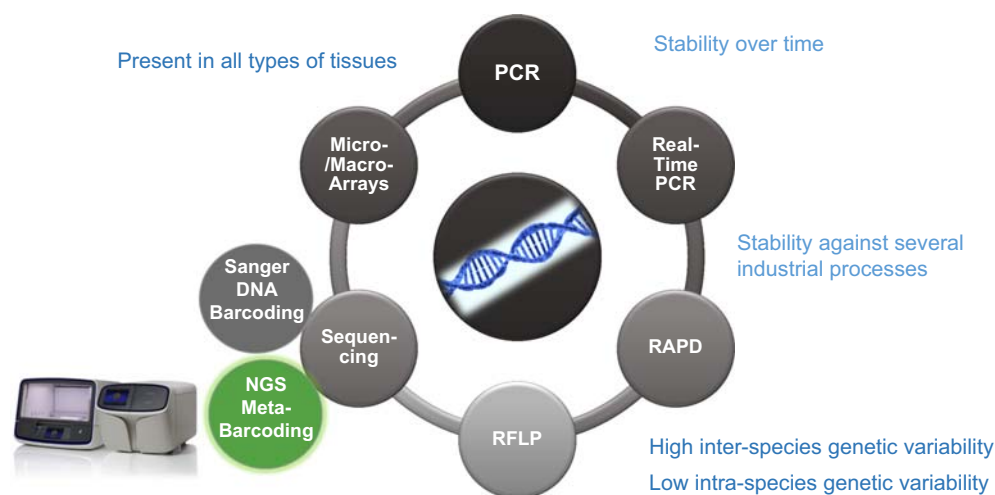 Present in all types of tissues
PCR
Stability over time
Micro-
/Macro-
Arrays
Real-
Time
PCR
Stability against several
industrial processes
Sanger
DNA
Barcoding
Sequen-
cing
RAPD
NGS
Meta-
Barcoding
RFLP
High inter-species genetic variability
Low intra-species genetic variability